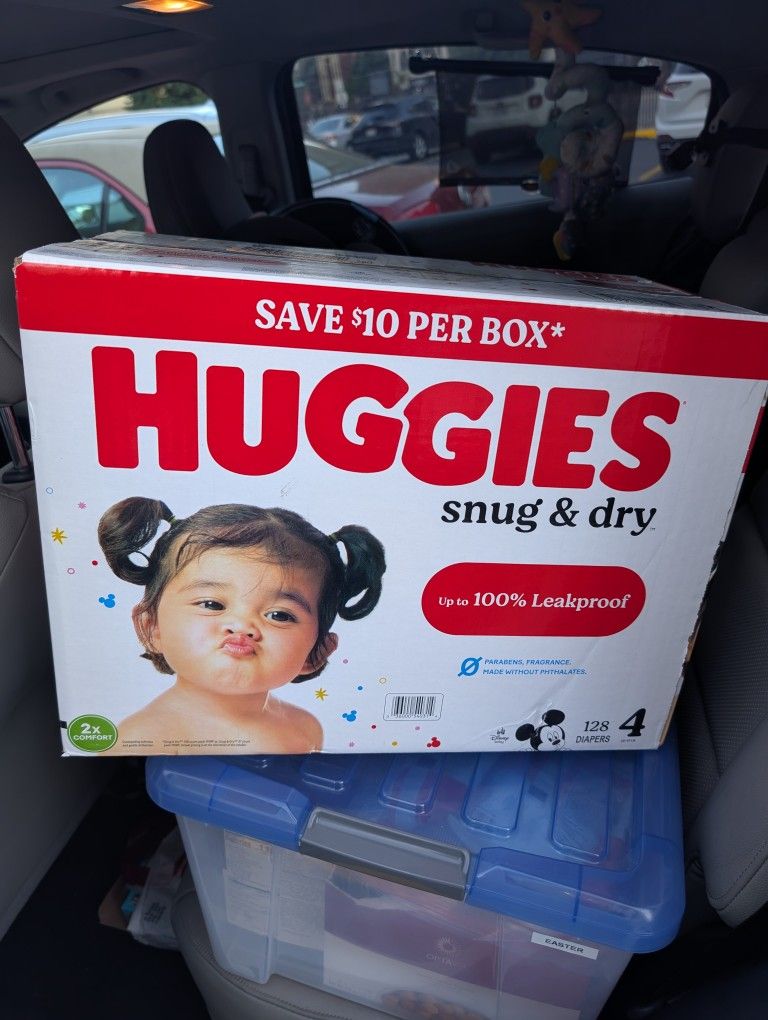 SAVE $10 PER BOX*
HUGGIES
snug & dry
Up to 100% Leakproof
PARABENS, FRAGRANCE.
MADE WITHOUT PHTHALATES.
2x
COMFORT
Disney
128
DIAPERS
4
EASTER